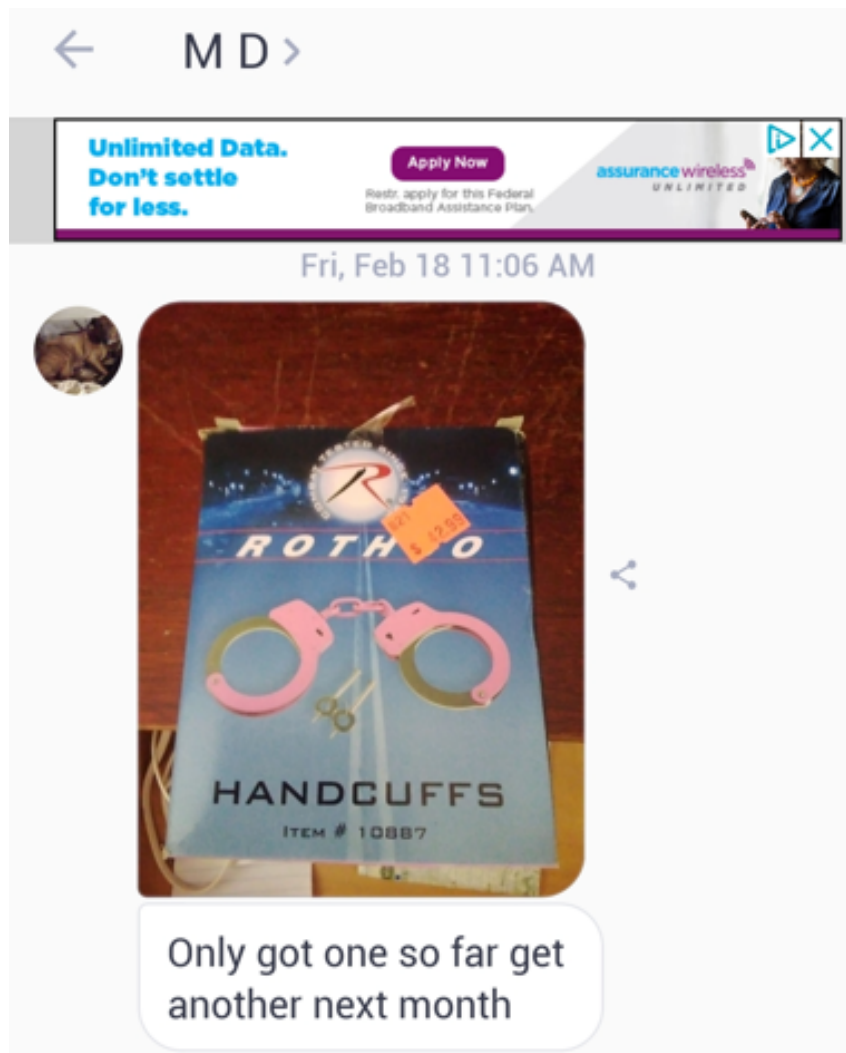 M D
Unlimited Data.
Don't settle
for less.
Apply Now
Restr. apply for this Federal
Broadband Assistance Plan.
assurance wireless
UNLIMITED
Fri, Feb 18 11:06 AM
TESTED
R
821
$ 42.99
ROTH O
HANDCUFFS
ITEM # 10887
Only got one so far get
another next month